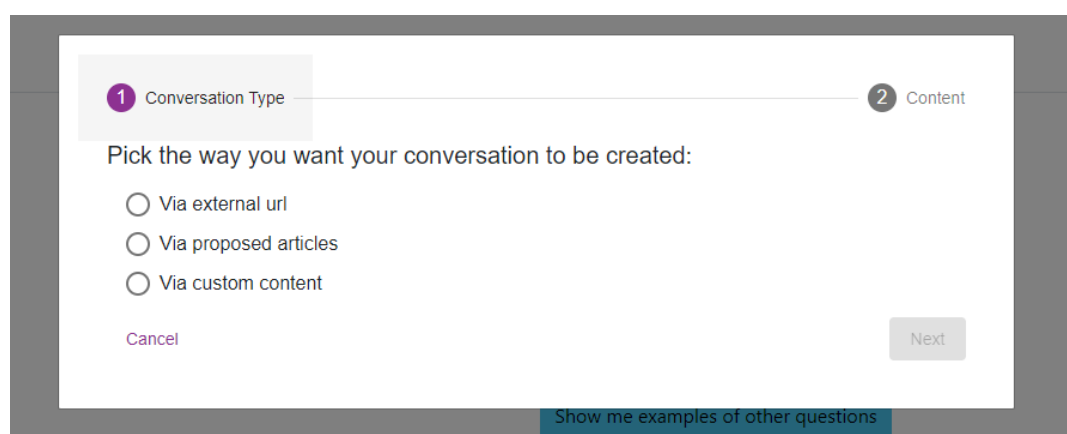 1 Conversation Type 2 Content
Pick the way you want your conversation to be created:
Via external url
Via proposed articles
Via custom content
Cancel Next
Show me examples of other questions